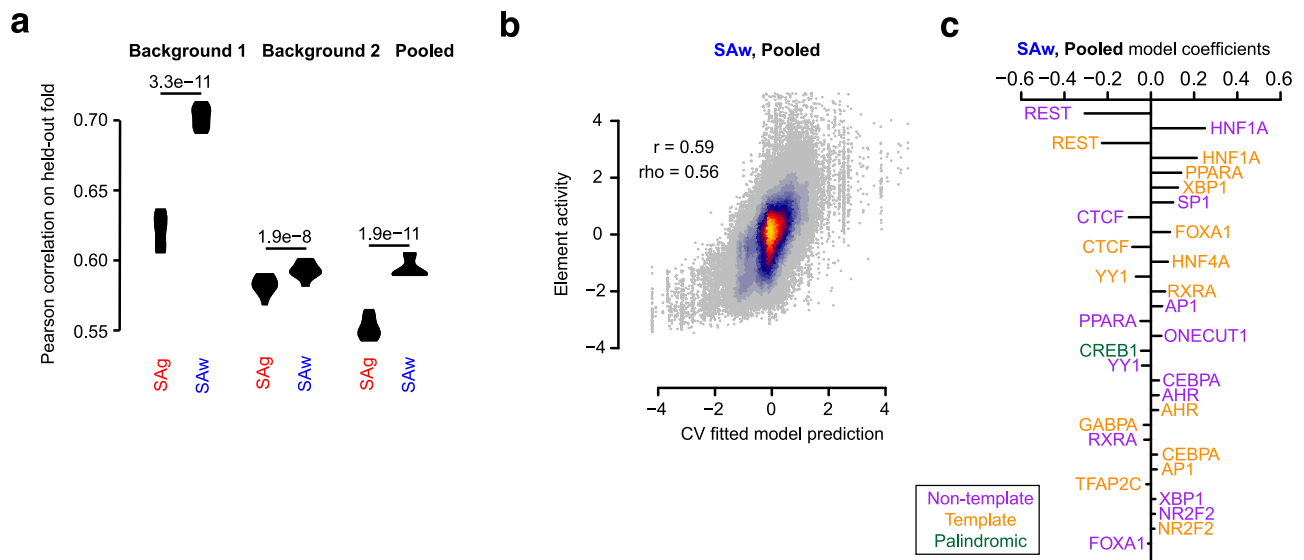 a
Background 1 Background 2 Pooled
3.3e−11
1.9e−8
1.9e−11
Pearson correlation on held-out fold
0.70
0.65
0.60
0.55
SAg
SAw
SAg
SAw
SAg
SAw
b
SAw, Pooled
r = 0.59
rho = 0.56
Element activity
4
2
0
−2
−4
−4 −2 0 2 4
CV fitted model prediction
c
SAw, Pooled model coefficients
−0.6 −0.2 0.0 0.2 0.4 0.6
REST
HNF1A
REST
HNF1A
PPARA
XBP1
SP1
CTCF
FOXA1
CTCF
HNF4A
YY1
RXRA
AP1
PPARA
ONECUT1
CREB1
YY1
CEBPA
AHR
AHR
GABPA
RXRA
CEBPA
AP1
TFAP2C
XBP1
NR2F2
NR2F2
FOXA1
Non-template
Template
Palindromic